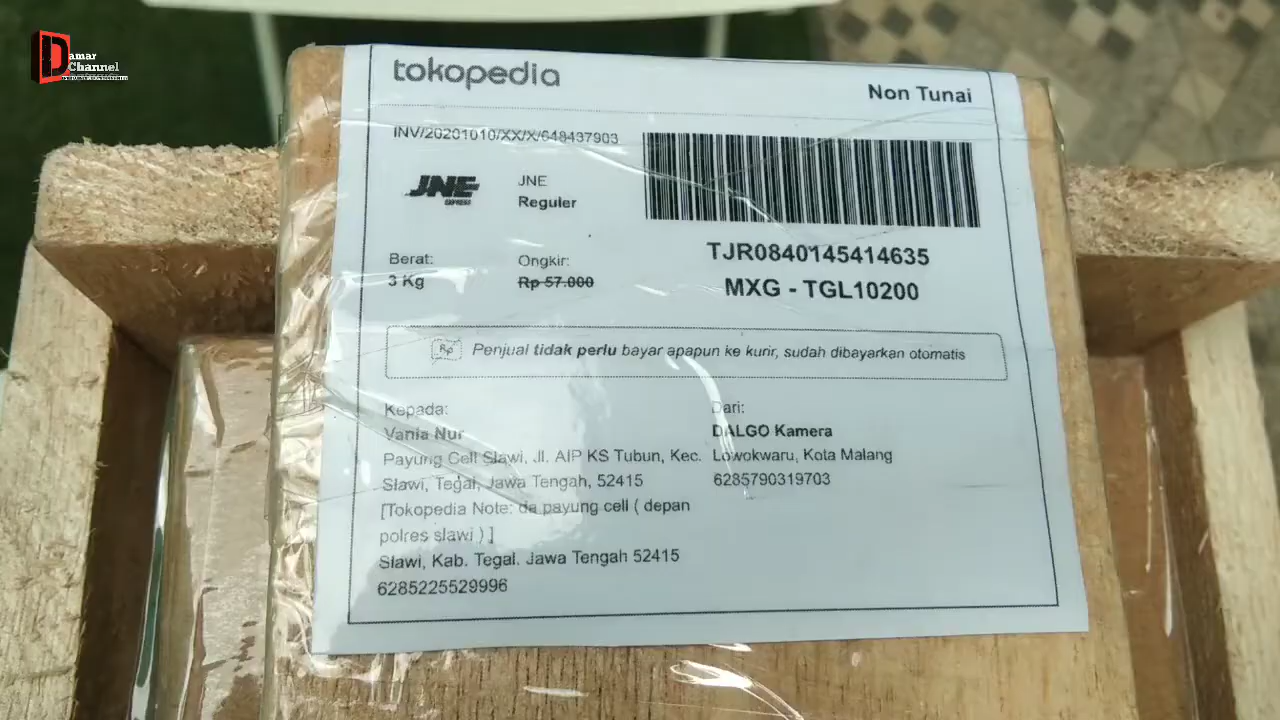 Damar
Channel
tokopedia
Non Tunai
INV/20201010/XX/X/648437903
JNE
EXPRESS
JNE
Reguler
TJR0840145414635
MXG - TGL10200
Berat:
3 Kg
Ongkir:
Rp 57.000
Rp
Penjual tidak perlu bayar apapun ke kurir, sudah dibayarkan otomatis
Kepada:
Vania Nur
Payung Cell Slawi, Jl. AIP KS Tubun, Kec.
Slawi, Tegal, Jawa Tengah, 52415
[Tokopedia Note: da payung cell ( depan
polres slawi ) ]
Slawi, Kab. Tegal. Jawa Tengah 52415
6285225529996
Dari:
DALGO Kamera
Lowokwaru, Kota Malang
6285790319703